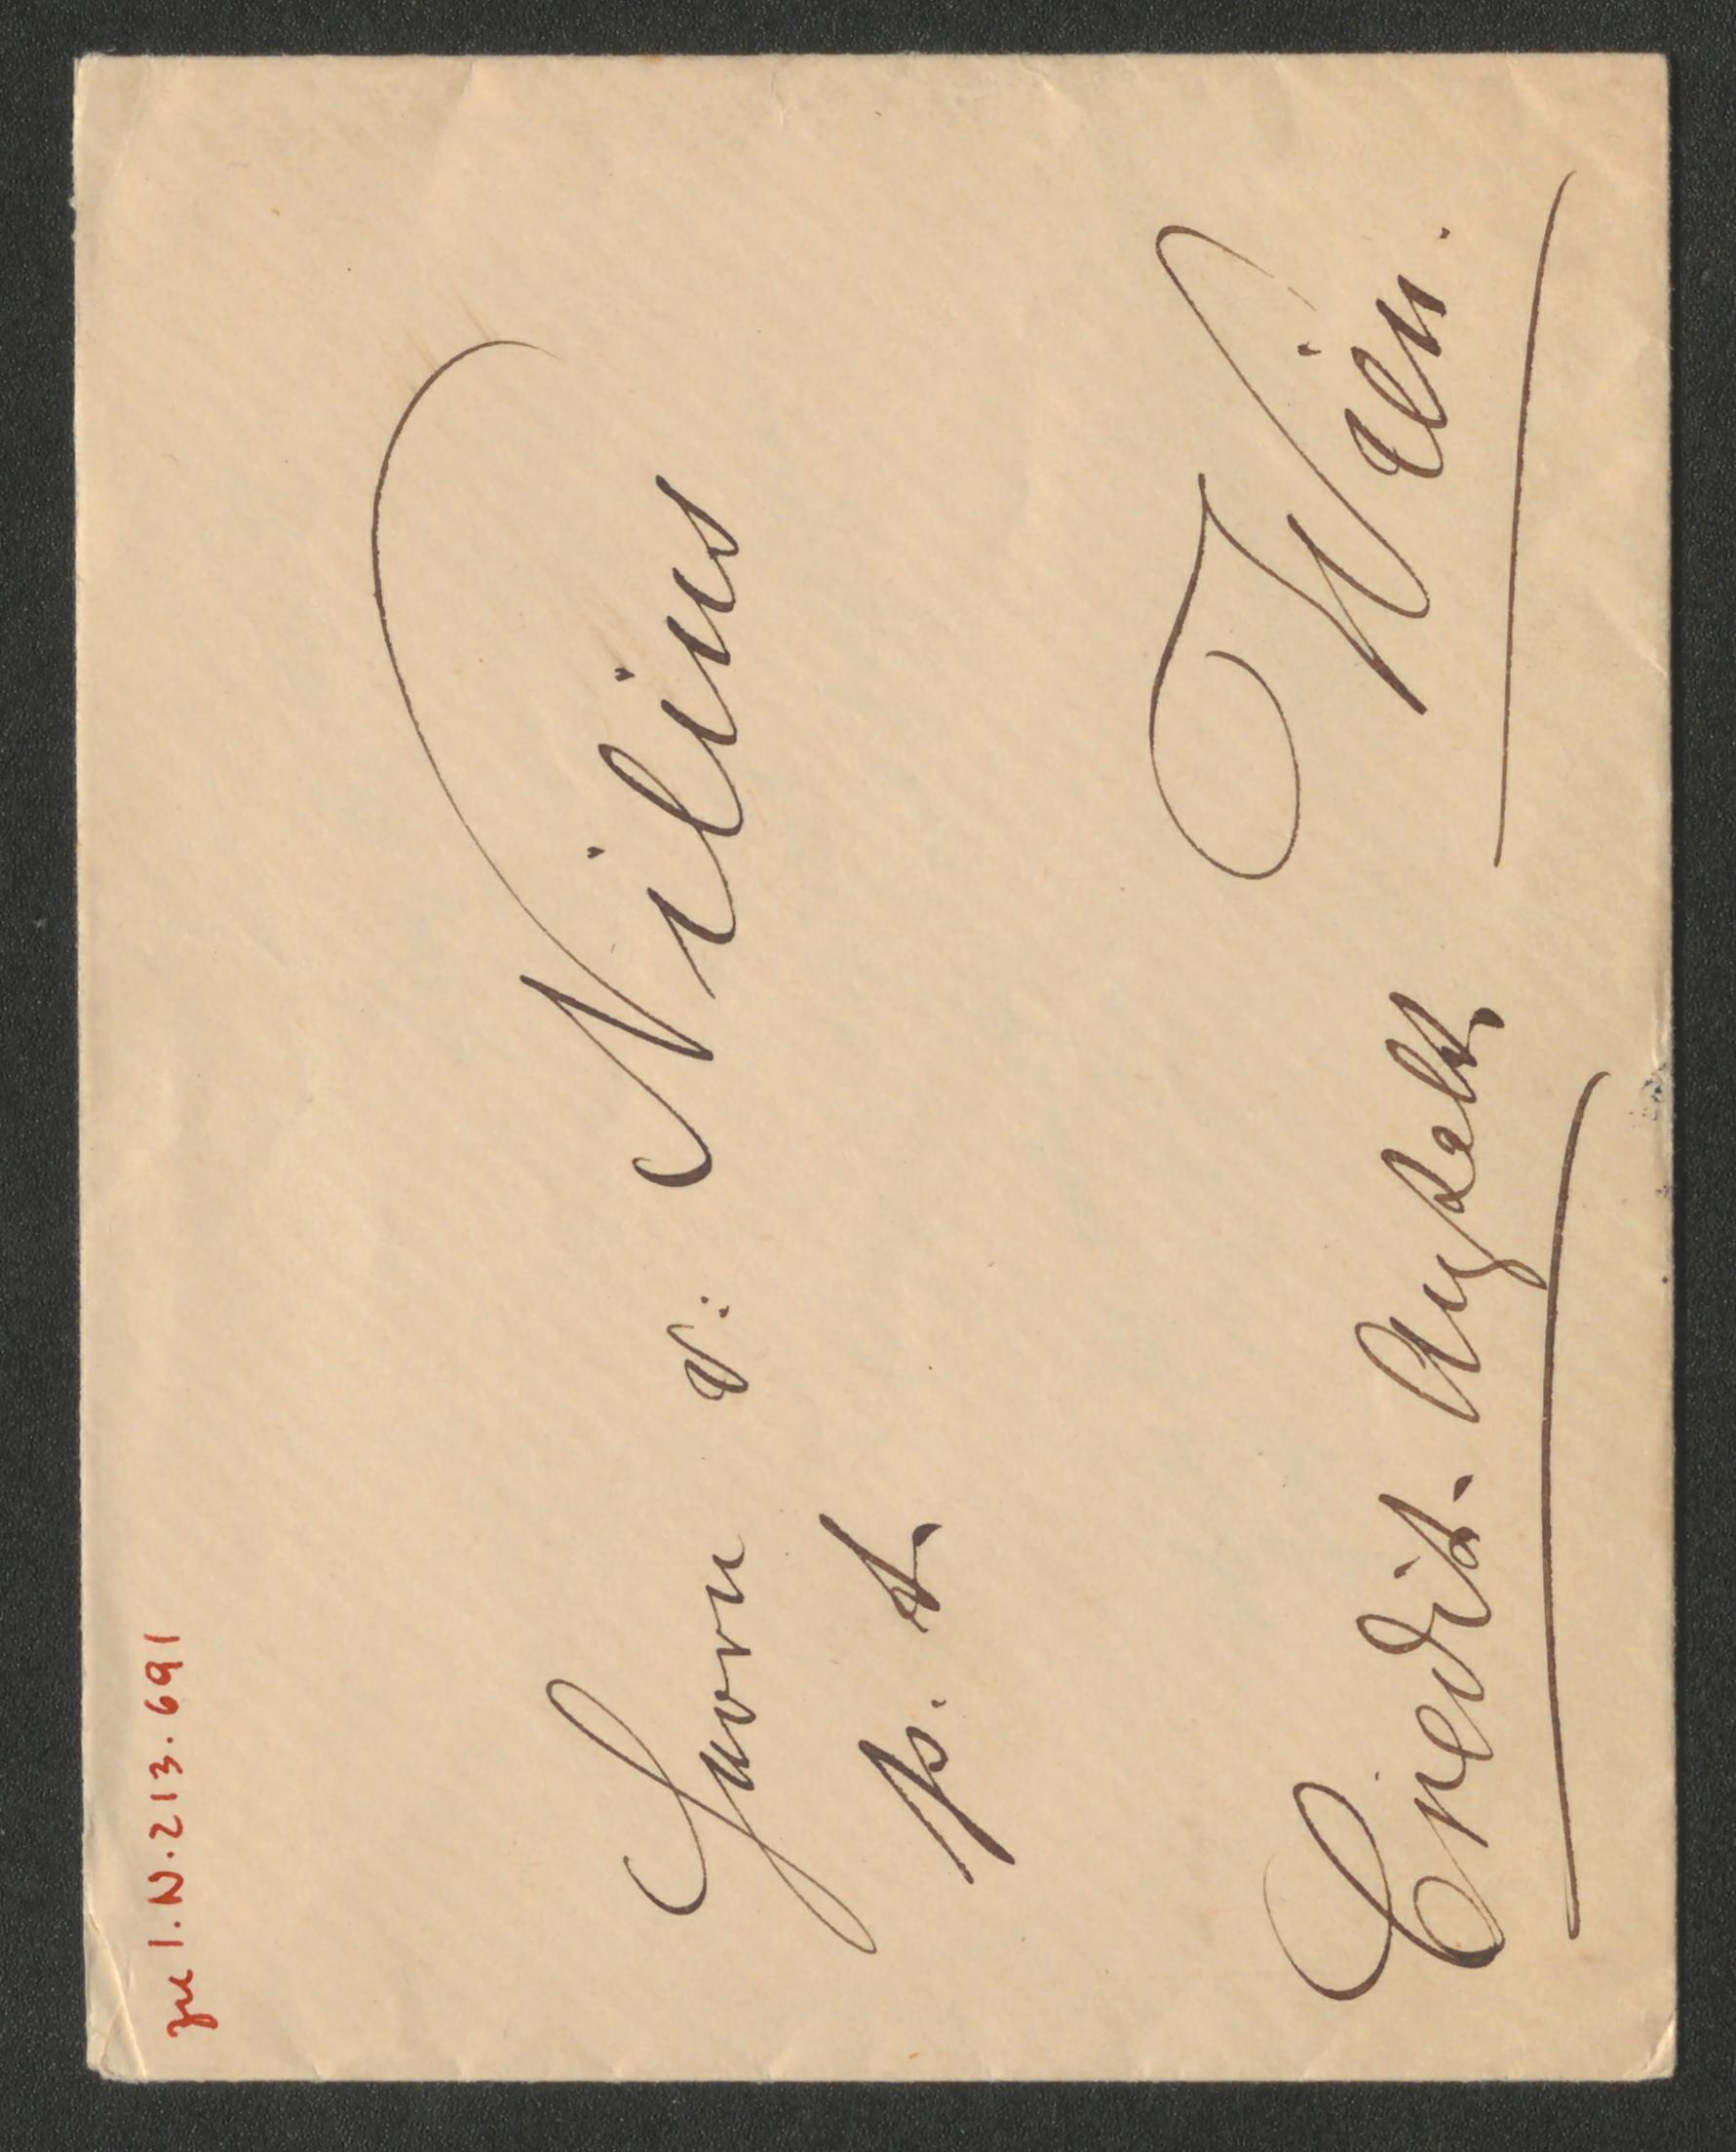 zu I.N. 213.691
Herrn v: Nilius
p. t.
Credit-Anstalt.
Wien.